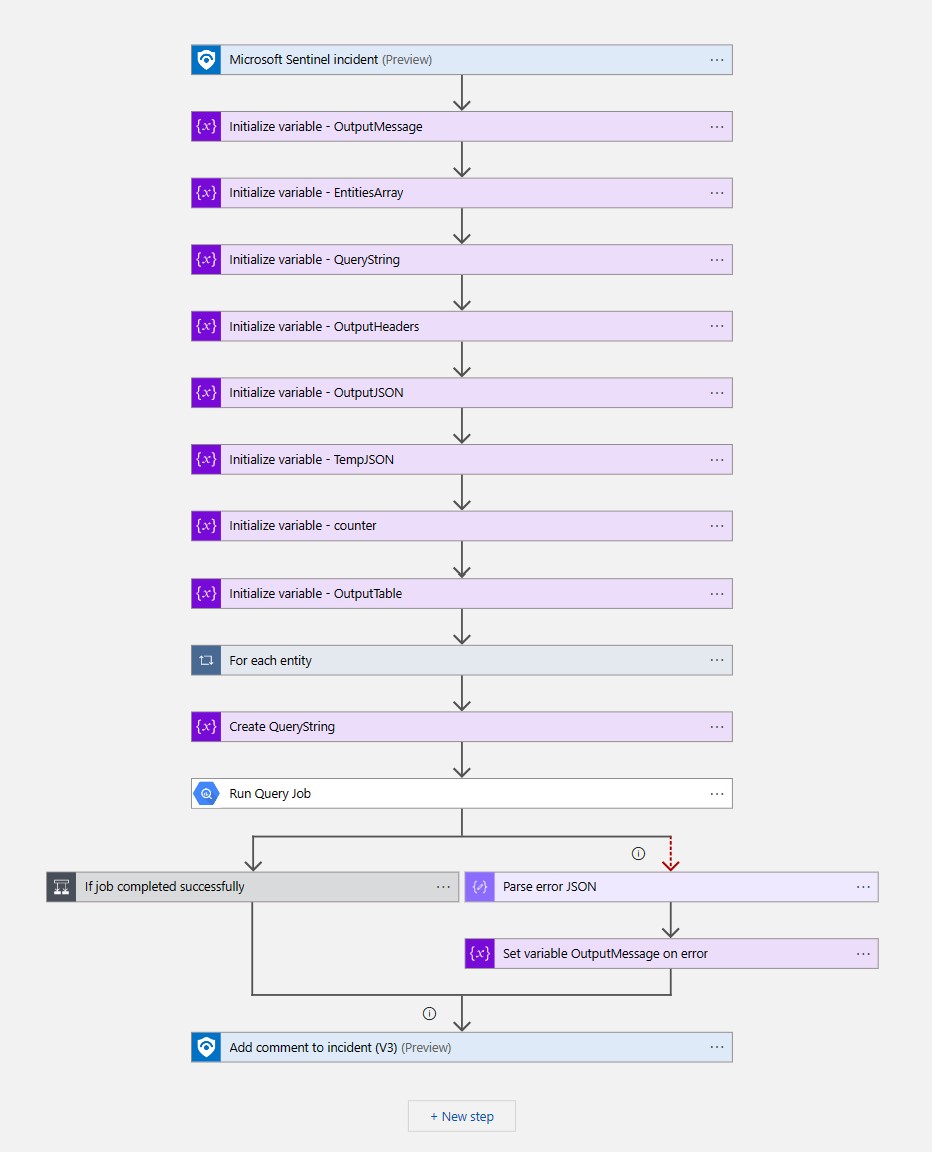 Microsoft Sentinel incident (Preview)
{x} Initialize variable - OutputMessage
{x} Initialize variable - EntitiesArray
{x} Initialize variable - QueryString
{x} Initialize variable - OutputHeaders
{x} Initialize variable - OutputJSON
{x} Initialize variable - TempJSON
{x} Initialize variable - counter
{x} Initialize variable - OutputTable
For each entity
{x} Create QueryString
Run Query Job
If job completed successfully
Parse error JSON
{x} Set variable OutputMessage on error
Add comment to incident (V3) (Preview)
+ New step